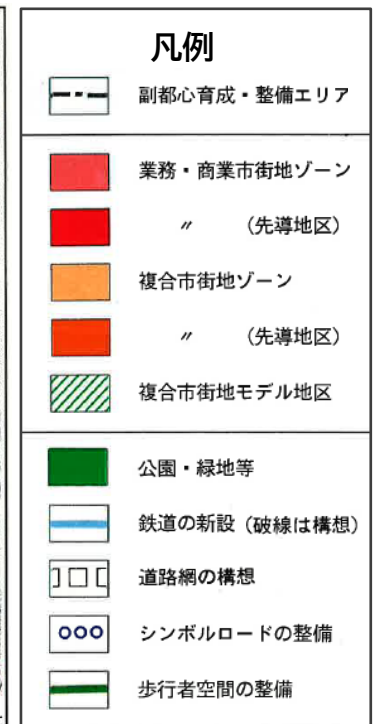 凡例
副都心育成・整備エリア
業務・商業市街地ゾーン
〃 (先導地区)
複合市街地ゾーン
〃 (先導地区)
複合市街地モデル地区
公園・緑地等
鉄道の新設(破線は構想)
道路網の構想
シンボルロードの整備
歩行者空間の整備